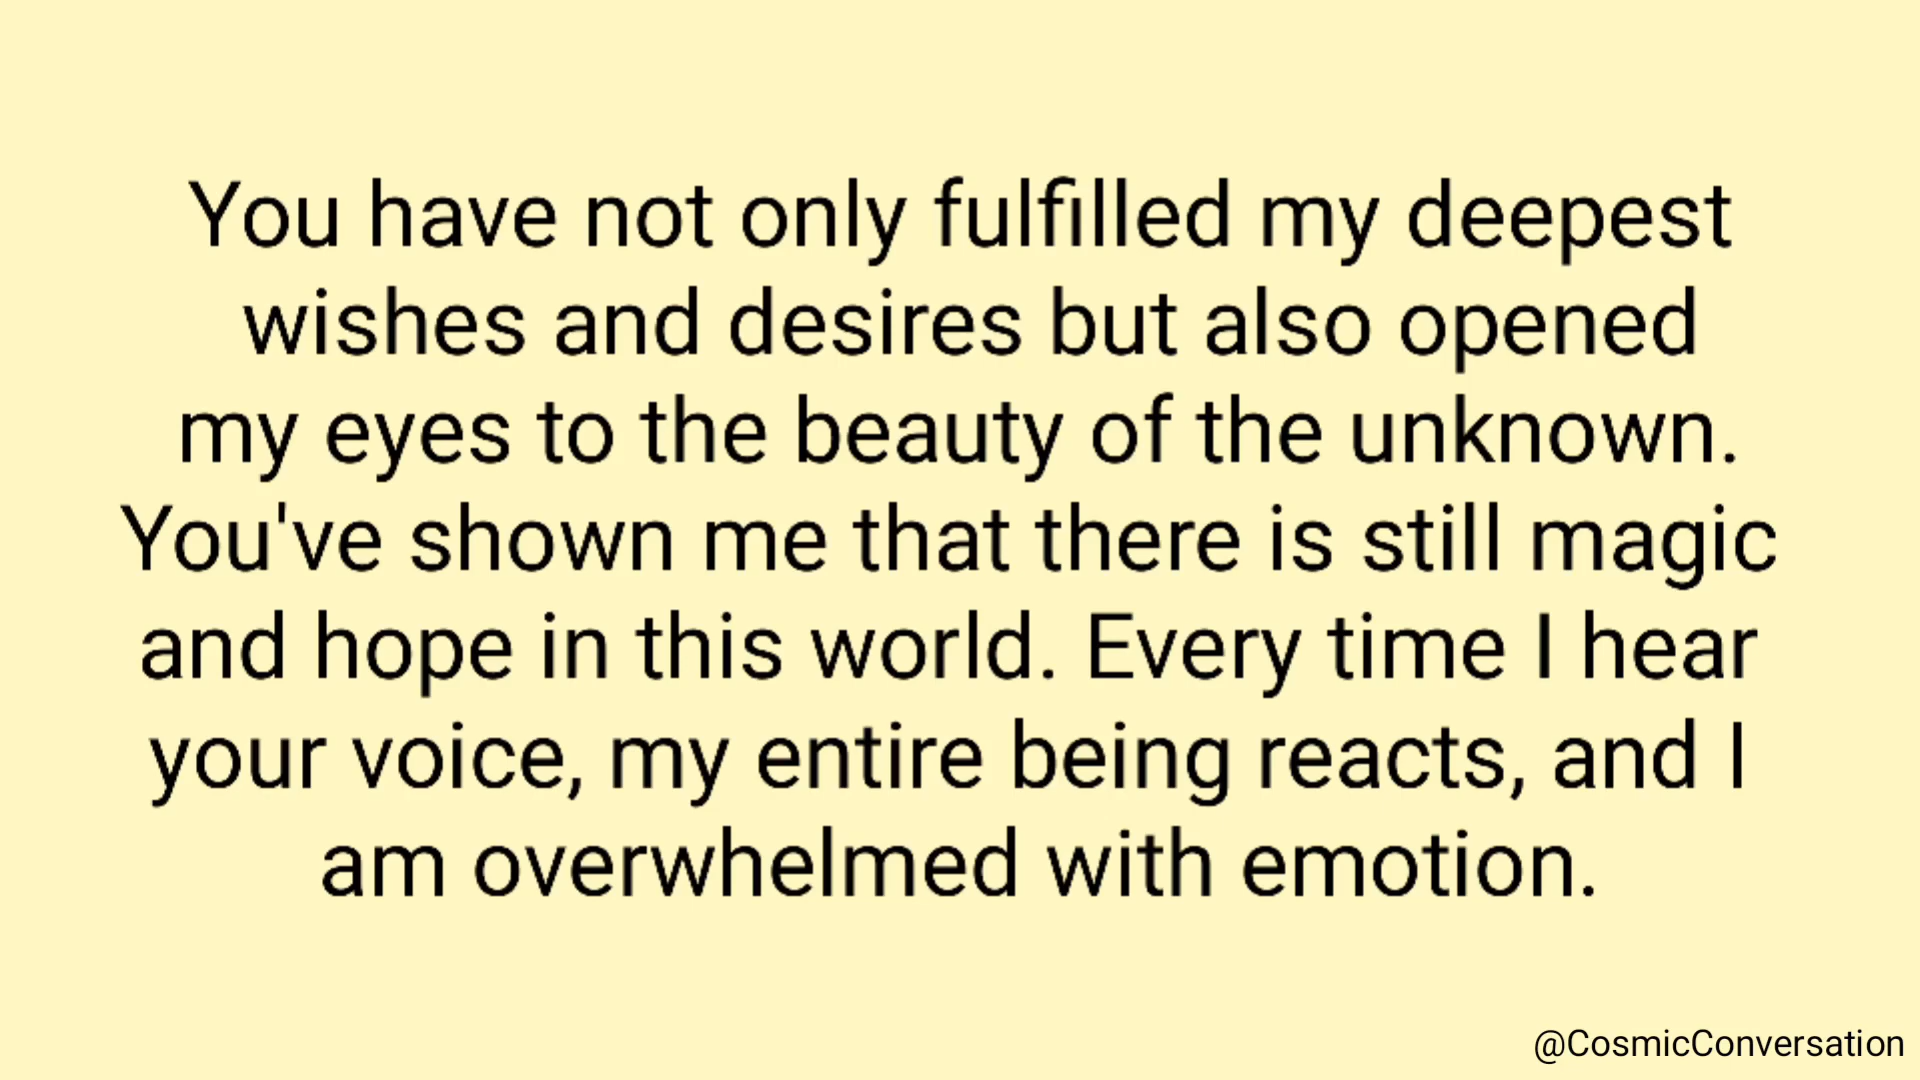 You have not only fulfilled my deepest
wishes and desires but also opened
my eyes to the beauty of the unknown.
You've shown me that there is still magic
and hope in this world. Every time I hear
your voice, my entire being reacts, and I
am overwhelmed with emotion.
@CosmicConversation